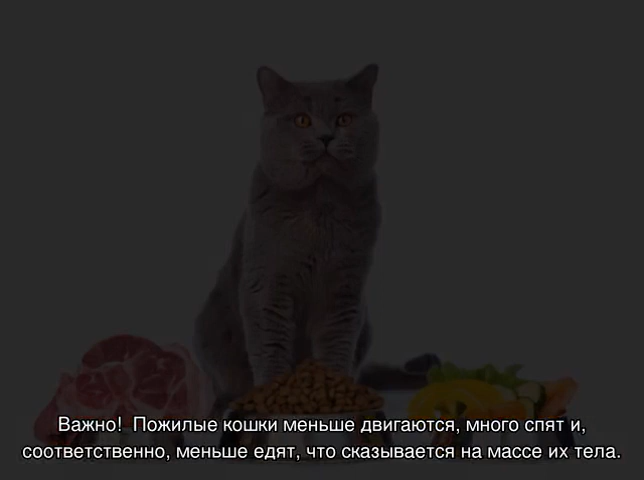 Важно!  Пожилые кошки меньше двигаются, много спят и,
соответственно, меньше едят, что сказывается на массе их тела.